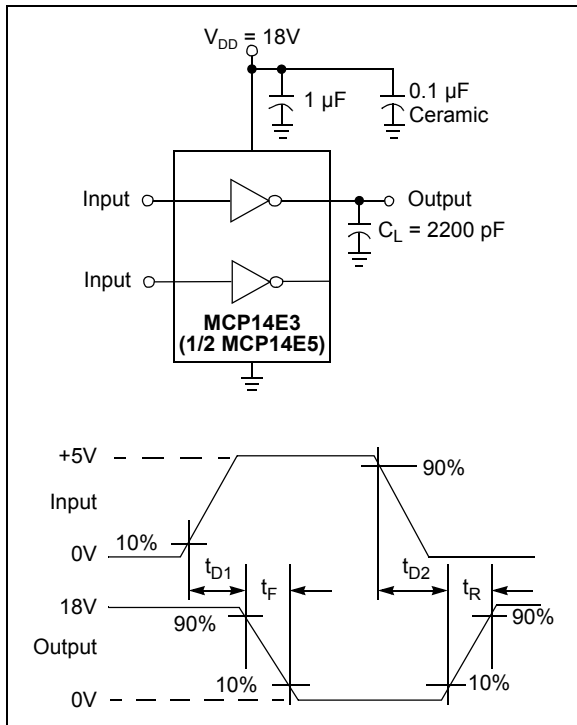 V_DD = 18V
1 µF
0.1 µF
Ceramic
Input
Output
C_L = 2200 pF
Input
MCP14E3
(1/2 MCP14E5)
+5V
90%
Input
10%
0V
t_D1
t_F
t_D2
t_R
18V
90%
90%
Output
10%
10%
0V